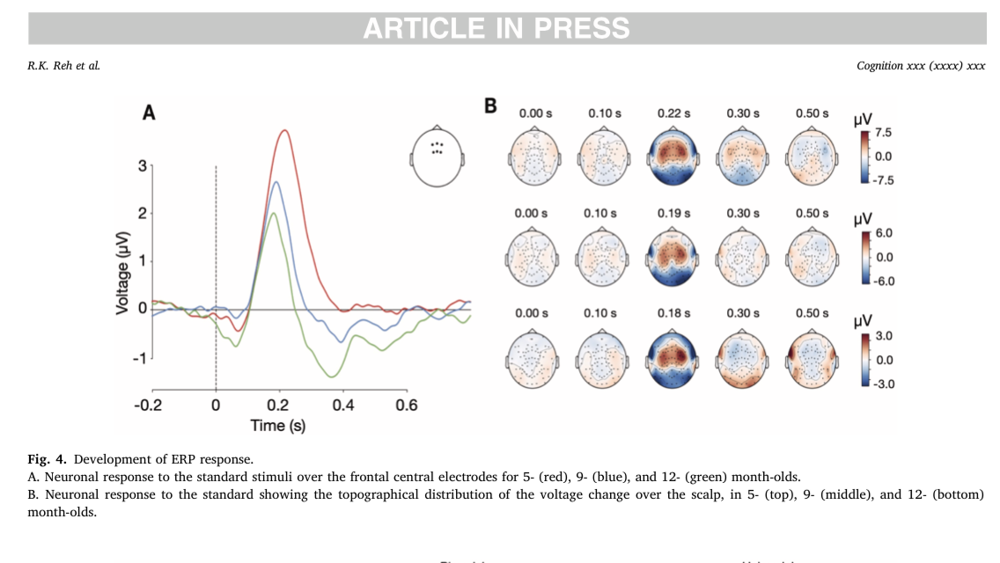 ARTICLE IN PRESS
R.K. Reh et al.
Cognition xxx (xxxx) xxx
A
3
2
1
0
-1
Voltage (µV)
-0.2 0 0.2 0.4 0.6
Time (s)
B
0.00 s 0.10 s 0.22 s 0.30 s 0.50 s
µV
7.5
0.0
-7.5
0.00 s 0.10 s 0.19 s 0.30 s 0.50 s
µV
6.0
0.0
-6.0
0.00 s 0.10 s 0.18 s 0.30 s 0.50 s
µV
3.0
0.0
-3.0
Fig. 4. Development of ERP response.
A. Neuronal response to the standard stimuli over the frontal central electrodes for 5- (red), 9- (blue), and 12- (green) month-olds.
B. Neuronal response to the standard showing the topographical distribution of the voltage change over the scalp, in 5- (top), 9- (middle), and 12- (bottom)
month-olds.